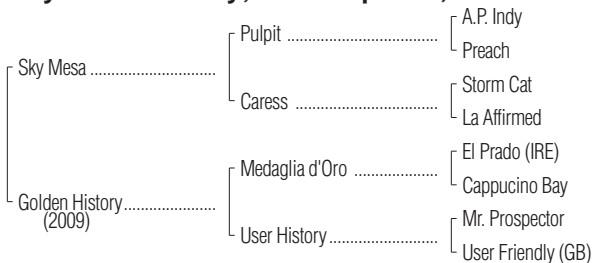 A.P. Indy
Pulpit ...................
Preach
Sky Mesa ............................
Storm Cat
Caress ..............................
La Affirmed
El Prado (IRE)
Medaglia d'Oro ..................
Cappucino Bay
Golden History.....................
(2009)
Mr. Prospector
User History........................
User Friendly (GB)